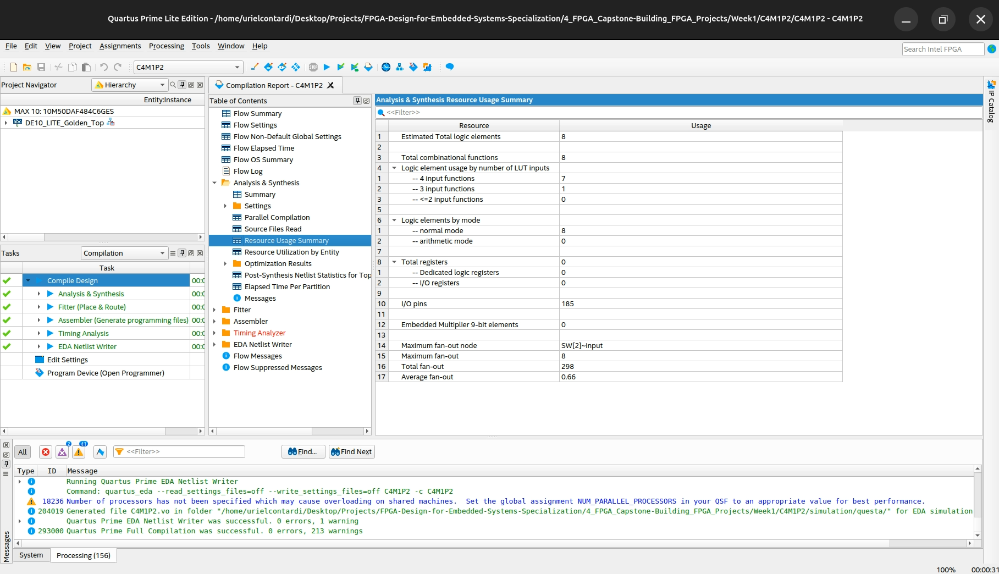 Quartus Prime Lite Edition - /home/urielcontardi/Desktop/Projects/FPGA-Design-for-Embedded-Systems-Specialization/4_FPGA_Capstone-Building_FPGA_Projects/Week1/C4M1P2/C4M1P2 - C4M1P2
File Edit View Project Assignments Processing Tools Window Help
Search Intel FPGA
C4M1P2
Project Navigator
Hierarchy
Entity:Instance
MAX 10: 10M50DAF484C6GES
DE10_LITE_Golden_Top
Tasks
Compilation
Task
Compile Design 00:0
Analysis & Synthesis 00:0
Fitter (Place & Route) 00:0
Assembler (Generate programming files) 00:0
Timing Analysis 00:0
EDA Netlist Writer 00:0
Edit Settings
Program Device (Open Programmer)
Compilation Report - C4M1P2
Table of Contents
Flow Summary
Flow Settings
Flow Non-Default Global Settings
Flow Elapsed Time
Flow OS Summary
Flow Log
Analysis & Synthesis
Summary
Settings
Parallel Compilation
Source Files Read
Resource Usage Summary
Resource Utilization by Entity
Optimization Results
Post-Synthesis Netlist Statistics for Top
Elapsed Time Per Partition
Messages
Fitter
Assembler
Timing Analyzer
EDA Netlist Writer
Flow Messages
Flow Suppressed Messages
Analysis & Synthesis Resource Usage Summary
<<Filter>>
Resource Usage
1 Estimated Total logic elements 8
2
3 Total combinational functions 8
4 Logic element usage by number of LUT inputs
1 -- 4 input functions 7
2 -- 3 input functions 1
3 -- <=2 input functions 0
5
6 Logic elements by mode
1 -- normal mode 8
2 -- arithmetic mode 0
7
8 Total registers 0
1 -- Dedicated logic registers 0
2 -- I/O registers 0
9
10 I/O pins 185
11
12 Embedded Multiplier 9-bit elements 0
13
14 Maximum fan-out node SW[2]~input
15 Maximum fan-out 8
16 Total fan-out 298
17 Average fan-out 0.66
IP Catalog
All 2 41 <<Filter>> Find... Find Next
Type ID Message
Running Quartus Prime EDA Netlist Writer
Command: quartus_eda --read_settings_files=off --write_settings_files=off C4M1P2 -c C4M1P2
18236 Number of processors has not been specified which may cause overloading on shared machines.  Set the global assignment NUM_PARALLEL_PROCESSORS in your QSF to an appropriate value for best performance.
204019 Generated file C4M1P2.vo in folder "/home/urielcontardi/Desktop/Projects/FPGA-Design-for-Embedded-Systems-Specialization/4_FPGA_Capstone-Building_FPGA_Projects/Week1/C4M1P2/simulation/questa/" for EDA simulation
Quartus Prime EDA Netlist Writer was successful. 0 errors, 1 warning
293000 Quartus Prime Full Compilation was successful. 0 errors, 213 warnings
Messages
System Processing (156)
100% 00:00:31